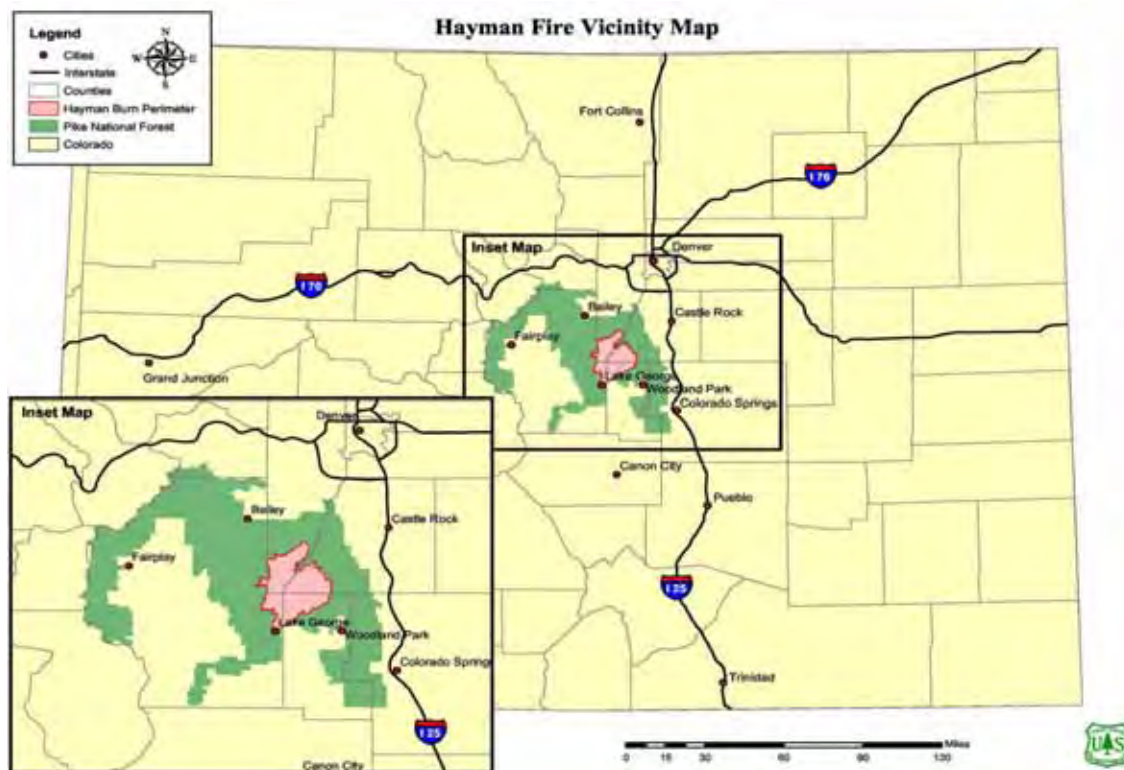 Hayman Fire Vicinity Map
Legend
Cities
Interstate
Counties
Hayman Burn Perimeter
Pike National Forest
Colorado
N
W
E
S
Fort Collins
I 76
Inset Map
Denver
I 70
Bailey
Castle Rock
Fairplay
Grand Junction
Lake George
Woodland Park
Colorado Springs
Canon City
Pueblo
I 25
Trinidad
Inset Map
Denver
Bailey
Castle Rock
Fairplay
Lake George
Woodland Park
Colorado Springs
I 25
Canon City
Miles
0 15 30 60 90 120